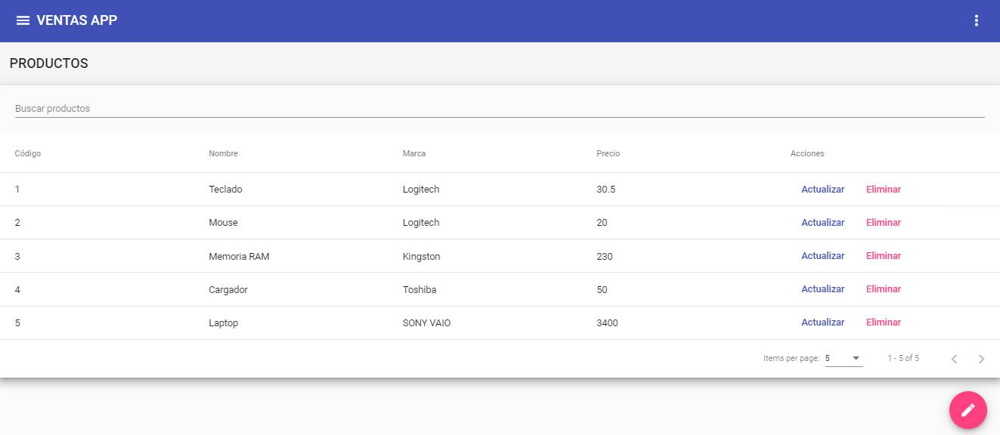 VENTAS APP
PRODUCTOS
Buscar productos
Código Nombre Marca Precio Acciones
1 Teclado Logitech 30.5 Actualizar Eliminar
2 Mouse Logitech 20 Actualizar Eliminar
3 Memoria RAM Kingston 230 Actualizar Eliminar
4 Cargador Toshiba 50 Actualizar Eliminar
5 Laptop SONY VAIO 3400 Actualizar Eliminar
Items per page: 5 1 - 5 of 5